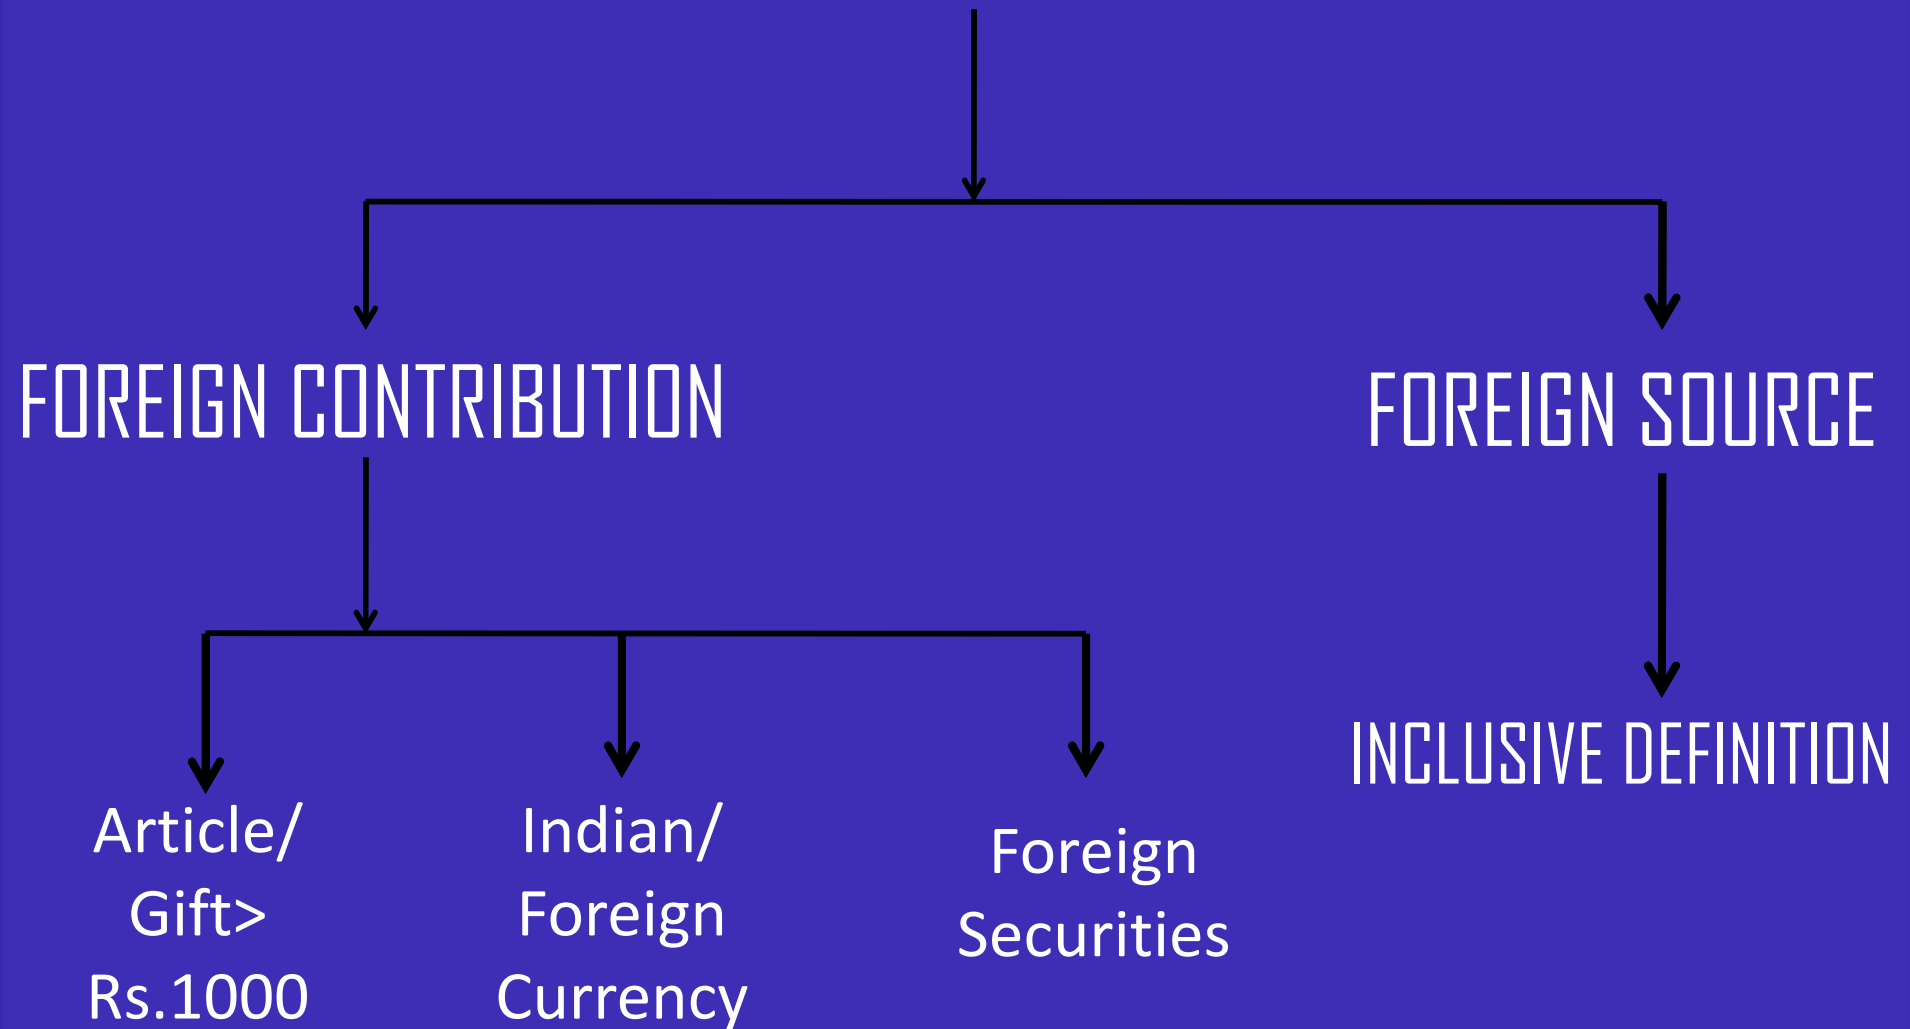 FOREIGN CONTRIBUTION
FOREIGN SOURCE
INCLUSIVE DEFINITION
Article/
Gift>
Rs.1000
Indian/
Foreign
Currency
Foreign
Securities